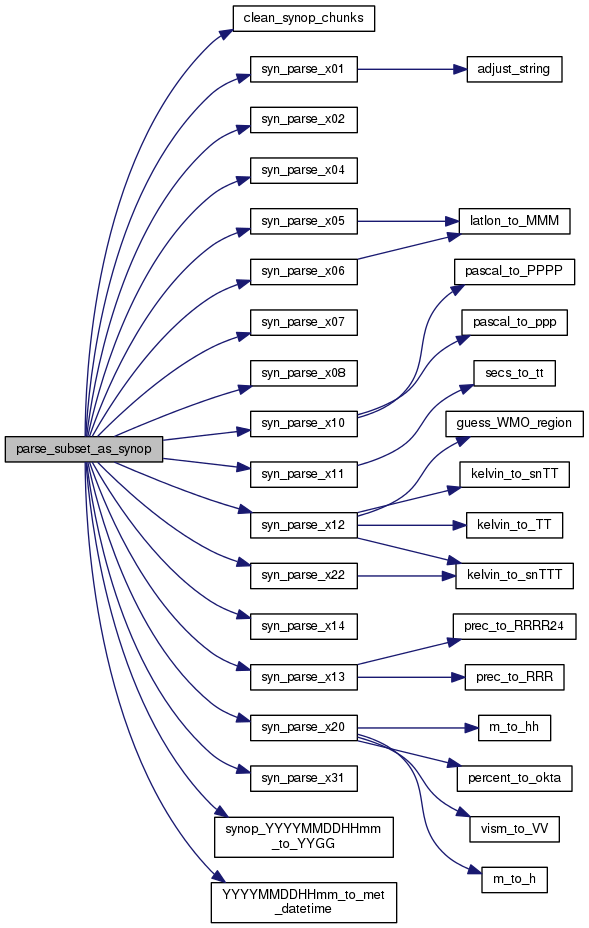 clean_synop_chunks
syn_parse_x01
adjust_string
syn_parse_x02
syn_parse_x04
syn_parse_x05
latlon_to_MMM
syn_parse_x06
pascal_to_PPPP
syn_parse_x07
pascal_to_ppp
syn_parse_x08
secs_to_tt
syn_parse_x10
guess_WMO_region
parse_subset_as_synop
syn_parse_x11
kelvin_to_snTT
syn_parse_x12
kelvin_to_TT
syn_parse_x22
kelvin_to_snTTT
syn_parse_x14
prec_to_RRRR24
syn_parse_x13
prec_to_RRR
syn_parse_x20
m_to_hh
syn_parse_x31
percent_to_okta
synop_YYYYMMDDHHmm
_to_YYGG
vism_to_VV
m_to_h
YYYYMMDDHHmm_to_met
_datetime